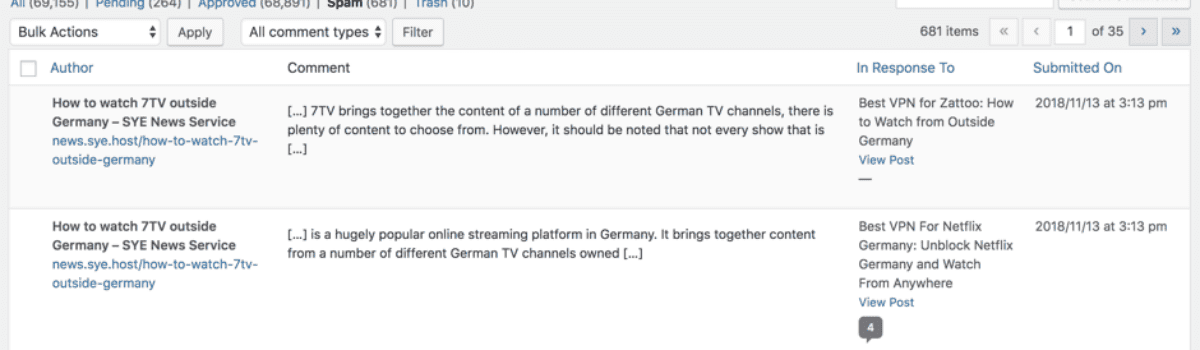 All (69,155) | Pending (264) | Approved (68,891) | Spam (681) | Trash (10)
Bulk Actions Apply All comment types Filter 681 items « ‹ 1 of 35 › »
Author Comment In Response To Submitted On
How to watch 7TV outside
Germany – SYE News Service
news.sye.host/how-to-watch-7tv-
outside-germany
[...] 7TV brings together the content of a number of different German TV channels, there is
plenty of content to choose from. However, it should be noted that not every show that is
[...]
Best VPN for Zattoo: How
to Watch from Outside
Germany
View Post
—
2018/11/13 at 3:13 pm
How to watch 7TV outside
Germany – SYE News Service
news.sye.host/how-to-watch-7tv-
outside-germany
[...] is a hugely popular online streaming platform in Germany. It brings together content
from a number of different German TV channels owned [...]
Best VPN For Netflix
Germany: Unblock Netflix
Germany and Watch
From Anywhere
View Post
4
2018/11/13 at 3:13 pm